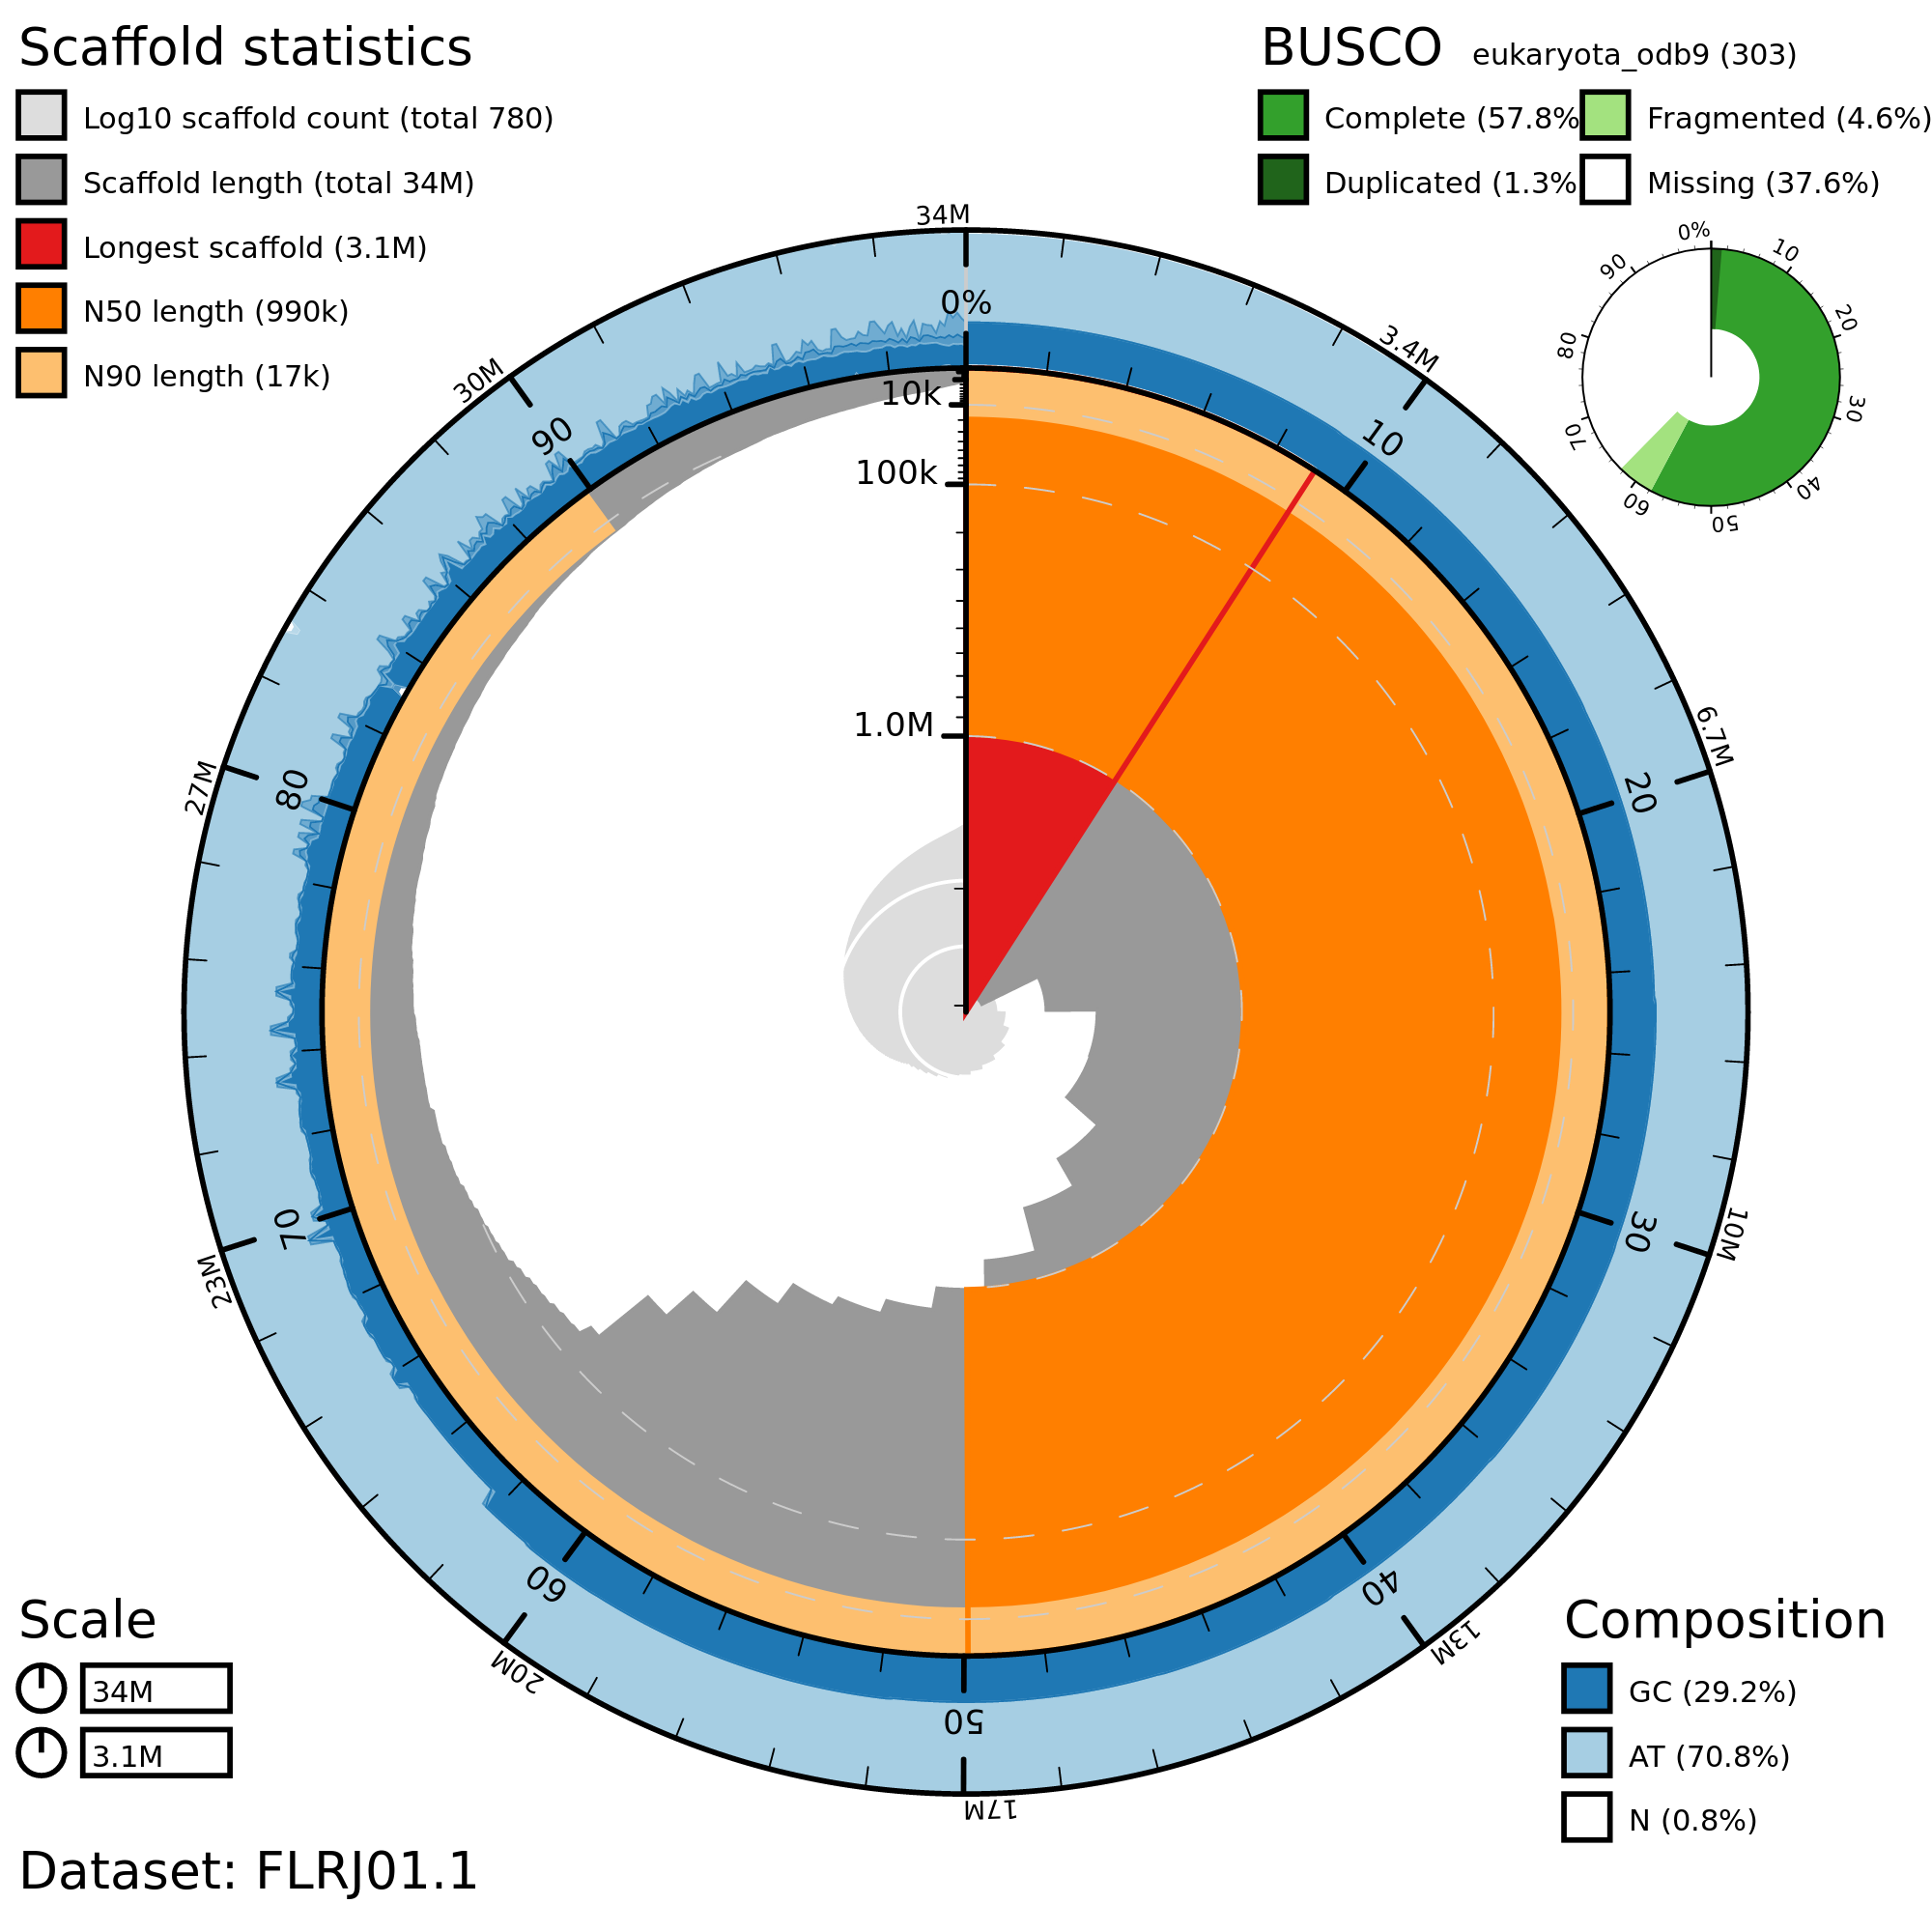 Scaffold statistics
Log10 scaffold count (total 780)
Scaffold length (total 34M)
Longest scaffold (3.1M)
N50 length (990k)
N90 length (17k)
BUSCO eukaryota_odb9 (303)
Complete (57.8% Fragmented (4.6%)
Duplicated (1.3% Missing (37.6%)
0%
10
20
30
40
50
60
70
80
90
34M
3.4M
6.7M
10M
13M
17M
20M
23M
27M
30M
0%
10
20
30
40
50
60
70
80
90
10k
100k
1.0M
Scale
34M
3.1M
Composition
GC (29.2%)
AT (70.8%)
N (0.8%)
Dataset: FLRJ01.1